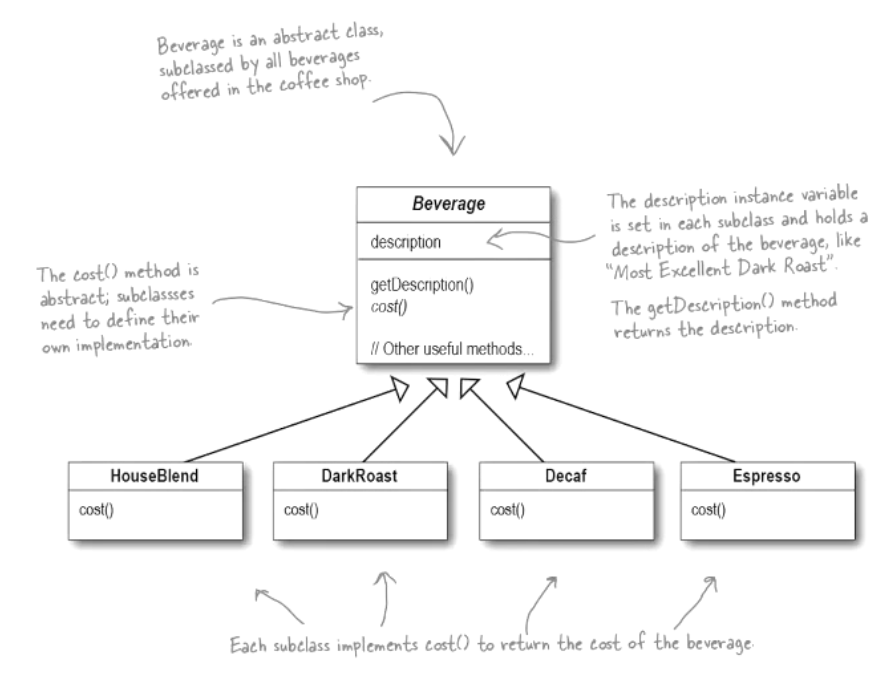 Beverage is an abstract class,
subclassed by all beverages
offered in the coffee shop.
Beverage
description
getDescription()
cost()
// Other useful methods...
The cost() method is
abstract; subclassses
need to define their
own implementation.
The description instance variable
is set in each subclass and holds a
description of the beverage, like
“Most Excellent Dark Roast”.
The getDescription() method
returns the description.
HouseBlend
cost()
DarkRoast
cost()
Decaf
cost()
Espresso
cost()
Each subclass implements cost() to return the cost of the beverage.